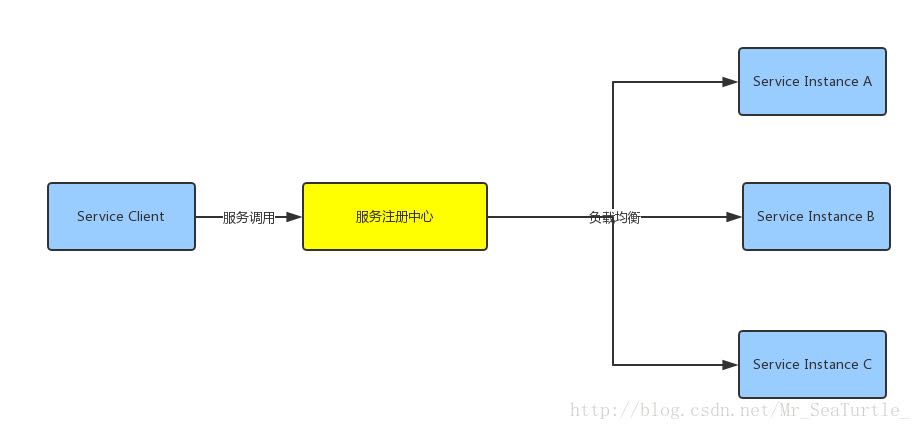 Service Instance A
Service Client
服务调用
服务注册中心
负载均衡
Service Instance B
Service Instance C
http://blog.csdn.net/Mr_SeaTurtle_